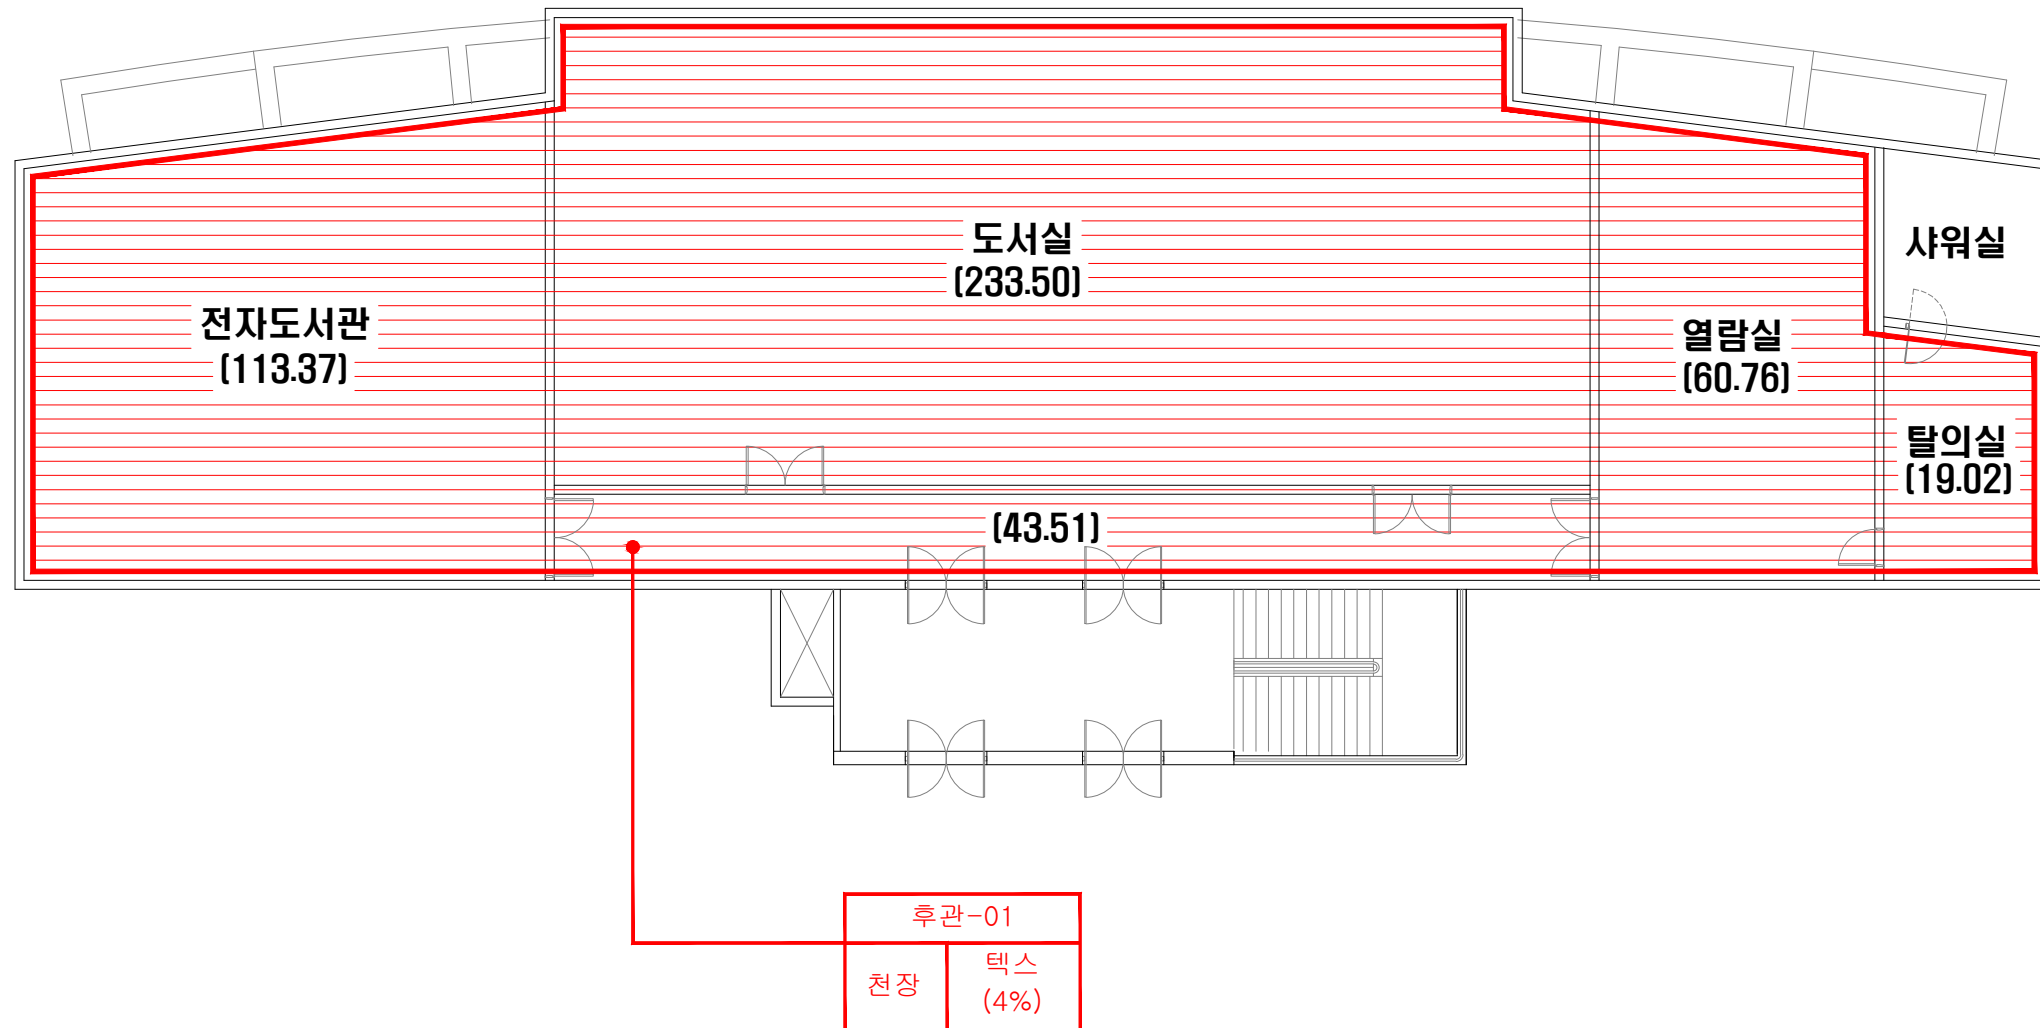 도서실
(233.50)
샤워실
전자도서관
(113.37)
열람실
(60.76)
탈의실
(19.02)
(43.51)
후관-01
천장
텍스
(4%)